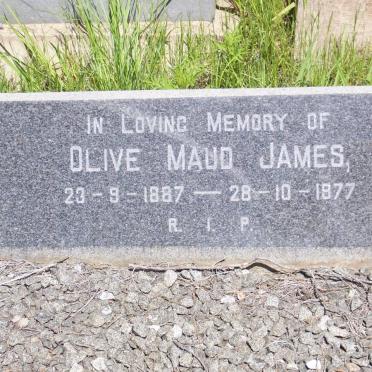 IN LOVING MEMORY OF
OLIVE MAUD JAMES,
23-9-1887 — 28-10-1977
R. I. P.